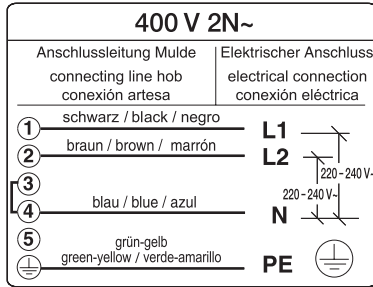 400 V 2N~
Anschlussleitung Mulde
connecting line hob
conexión artesa
Elektrischer Anschluss
electrical connection
conexión eléctrica
1 schwarz / black / negro L1
2 braun / brown / marrón L2
220 - 240 V~
3
220 - 240 V~
4 blau / blue / azul N
5
grün-gelb
green-yellow / verde-amarillo PE